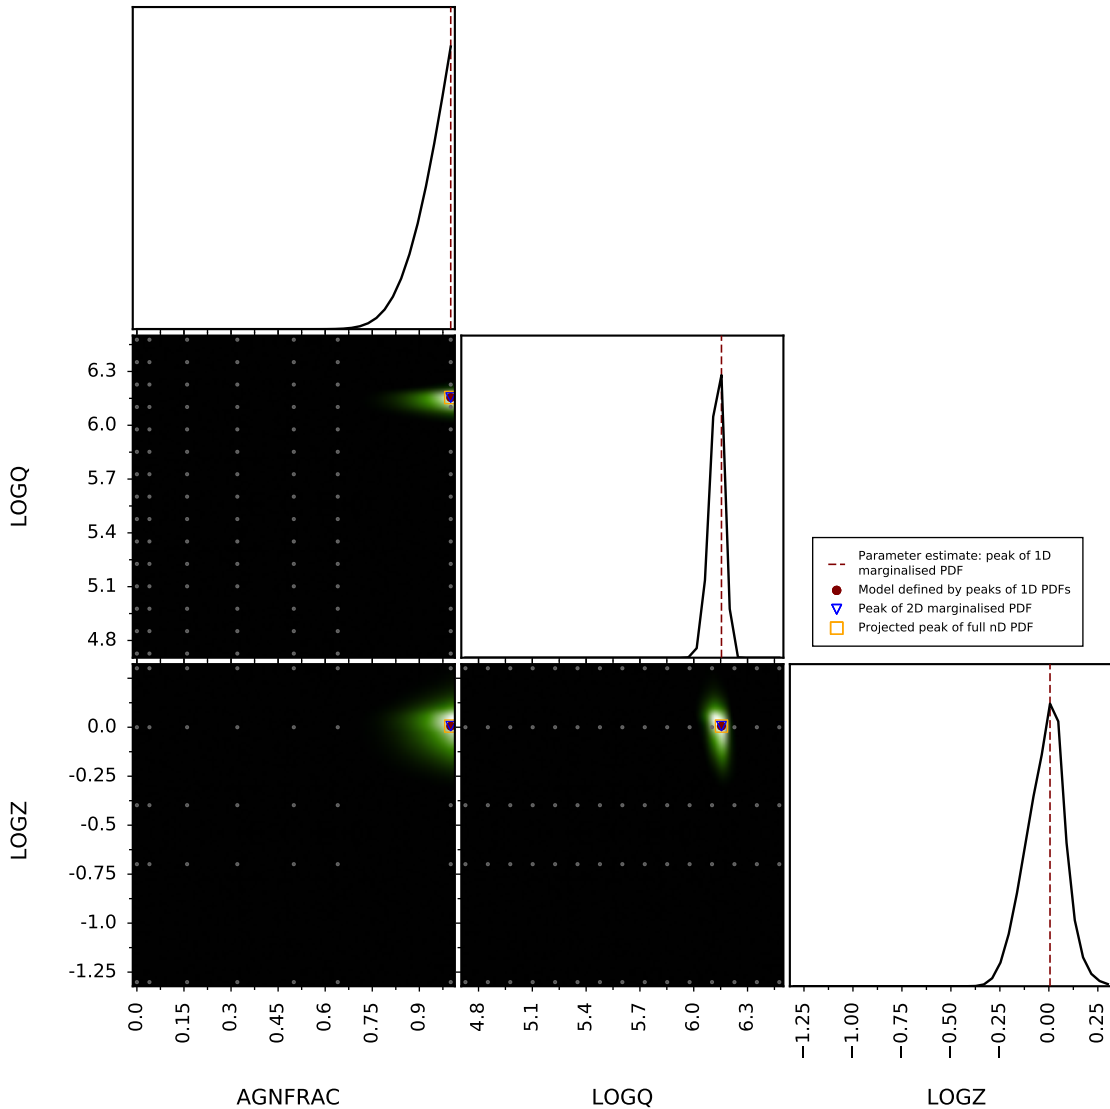 LOGQ
6.3
6.0
5.7
5.4
5.1
4.8
Parameter estimate: peak of 1D
marginalised PDF
Model defined by peaks of 1D PDFs
Peak of 2D marginalised PDF
Projected peak of full nD PDF
LOGZ
0.0
-0.25
-0.5
-0.75
-1.0
-1.25
0.0 0.15 0.3 0.45 0.6 0.75 0.9 4.8 5.1 5.4 5.7 6.0 6.3 −1.25 −1.00 −0.75 −0.50 −0.25 0.00 0.25
AGNFRAC LOGQ LOGZ